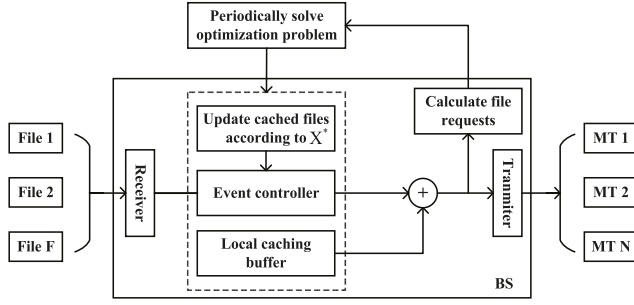 Periodically solve
optimization problem
Update cached files
according to X*
Calculate file
requests
File 1
File 2
File F
Receiver
Event controller
+
Tranmiter
MT 1
MT 2
MT N
Local caching
buffer
BS